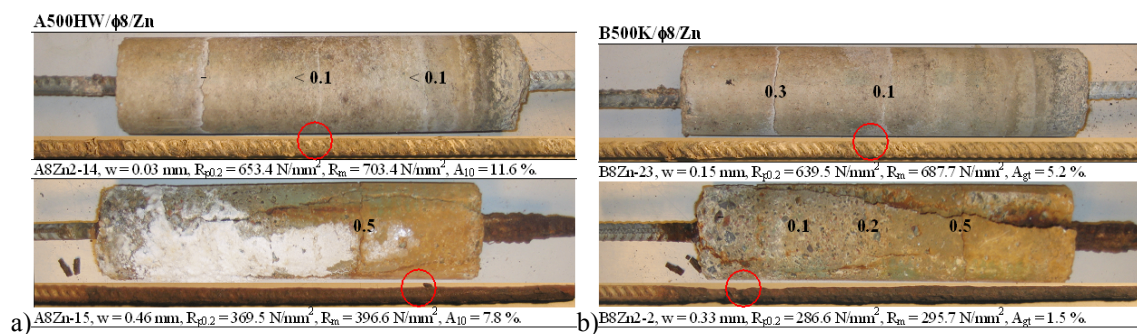 A500HW/ϕ8/Zn
- < 0.1 < 0.1
A8Zn2-14, w = 0.03 mm, Rp0.2 = 653.4 N/mm², Rm = 703.4 N/mm², A10 = 11.6 %.
0.5
a) A8Zn-15, w = 0.46 mm, Rp0.2 = 369.5 N/mm², Rm = 396.6 N/mm², A10 = 7.8 %.
B500K/ϕ8/Zn
0.3 0.1
B8Zn-23, w = 0.15 mm, Rp0.2 = 639.5 N/mm², Rm = 687.7 N/mm², Agt = 5.2 %.
0.1 0.2 0.5
b) B8Zn2-2, w = 0.33 mm, Rp0.2 = 286.6 N/mm², Rm = 295.7 N/mm², Agt = 1.5 %.